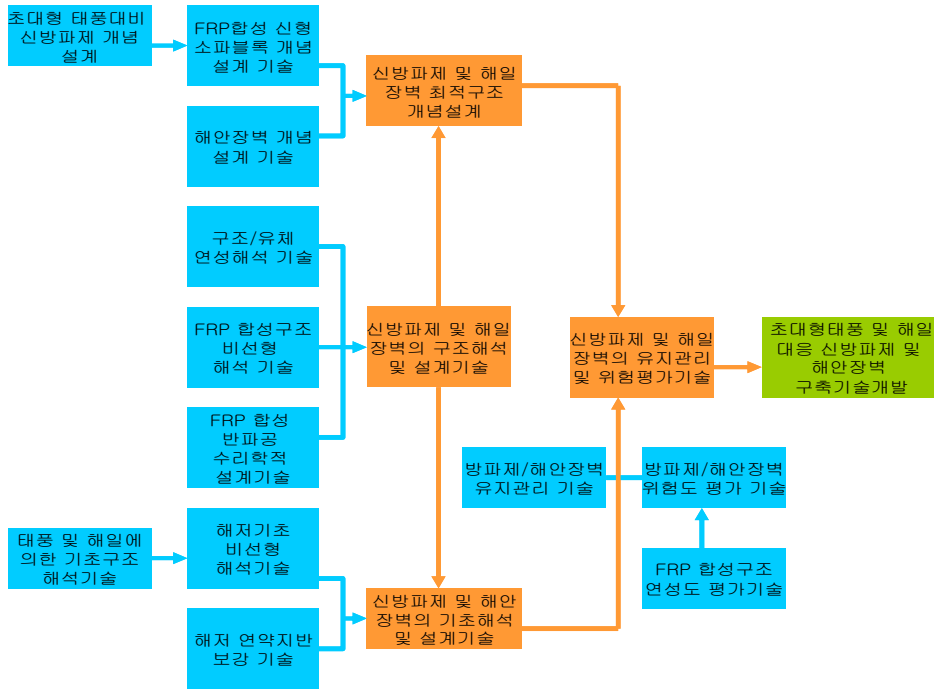 초대형 태풍대비
신방파제 개념
설계
FRP합성 신형
소파블록 개념
설계 기술
해안장벽 개념
설계 기술
신방파제 및 해일
장벽 최적구조
개념설계
구조/유체
연성해석 기술
FRP 합성구조
비선형
해석 기술
FRP 합성
반파공
수리학적
설계기술
신방파제 및 해일
장벽의 구조해석
및 설계기술
신방파제 및 해일
장벽의 유지관리
및 위험평가기술
초대형태풍 및 해일
대응 신방파제 및
해안장벽
구축기술개발
방파제/해안장벽
유지관리 기술
방파제/해안장벽
위험도 평가 기술
FRP 합성구조
연성도 평가기술
태풍 및 해일에
의한 기초구조
해석기술
해저기초
비선형
해석기술
해저 연약지반
보강 기술
신방파제 및 해안
장벽의 기초해석
및 설계기술